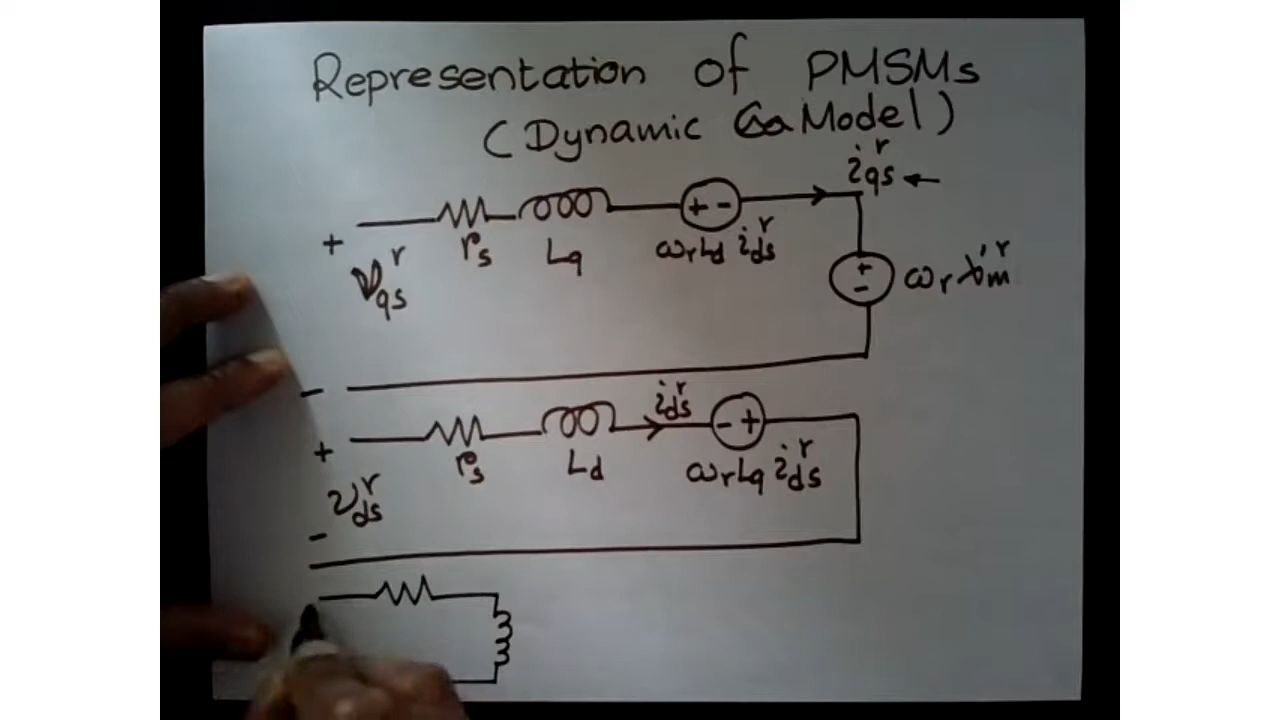 Representation of PMSMs
(Dynamic Model)
i^r_qs
+ -
+ r_s L_q ω_r L_d i^r_ds
v^r_qs
+
- ω_r λ'^r_m
-
i^r_ds
- +
+ r_s L_d ω_r L_q i^r_ds
v^r_ds
-